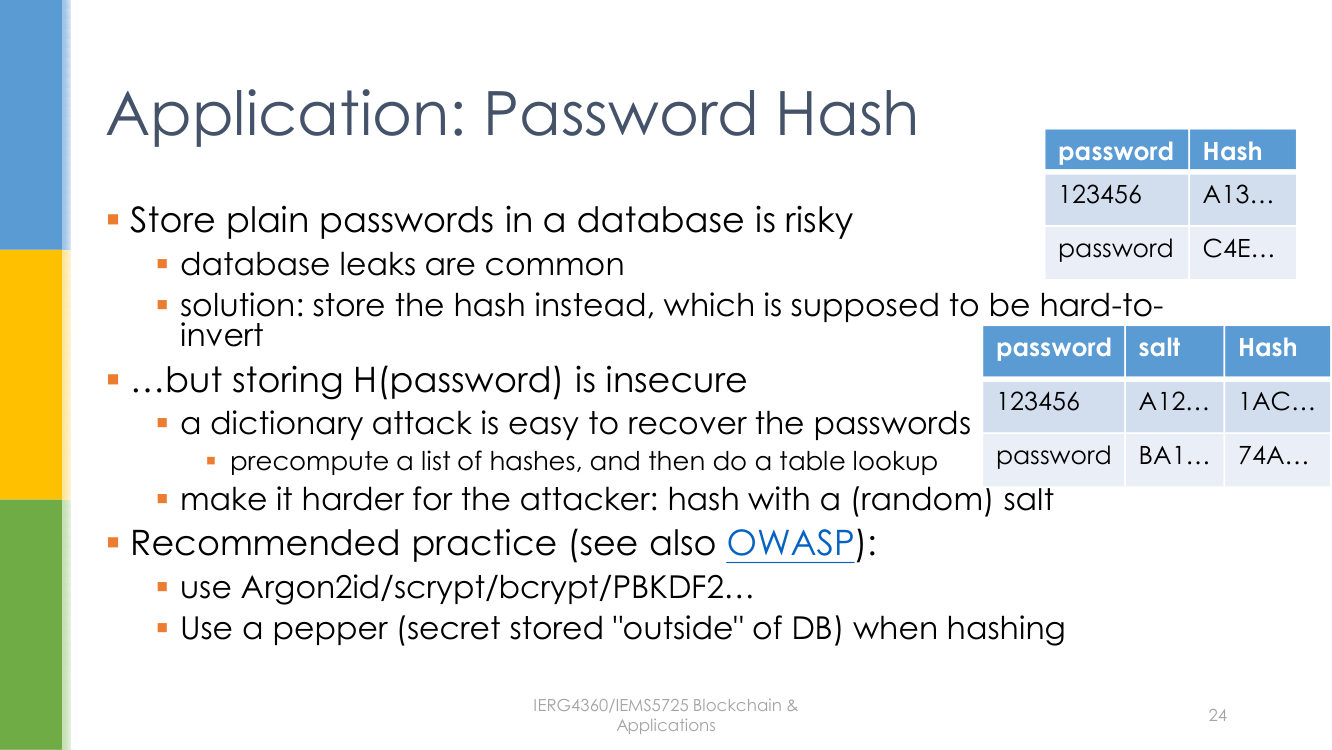 Application: Password Hash
password Hash
123456 A13…
password C4E…
Store plain passwords in a database is risky
database leaks are common
solution: store the hash instead, which is supposed to be hard-to-
invert
password salt Hash
123456 A12… 1AC…
password BA1… 74A…
…but storing H(password) is insecure
a dictionary attack is easy to recover the passwords
precompute a list of hashes, and then do a table lookup
make it harder for the attacker: hash with a (random) salt
Recommended practice (see also OWASP):
use Argon2id/scrypt/bcrypt/PBKDF2…
Use a pepper (secret stored "outside" of DB) when hashing
IERG4360/IEMS5725 Blockchain &
Applications
24